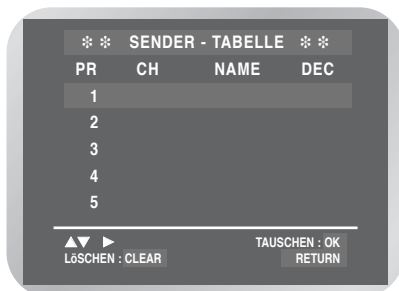 ❇ ❇ SENDER - TABELLE ❇ ❇
PR CH NAME DEC
1
2
3
4
5
▲▼ ▶ TAUSCHEN : OK
LöSCHEN : CLEAR RETURN